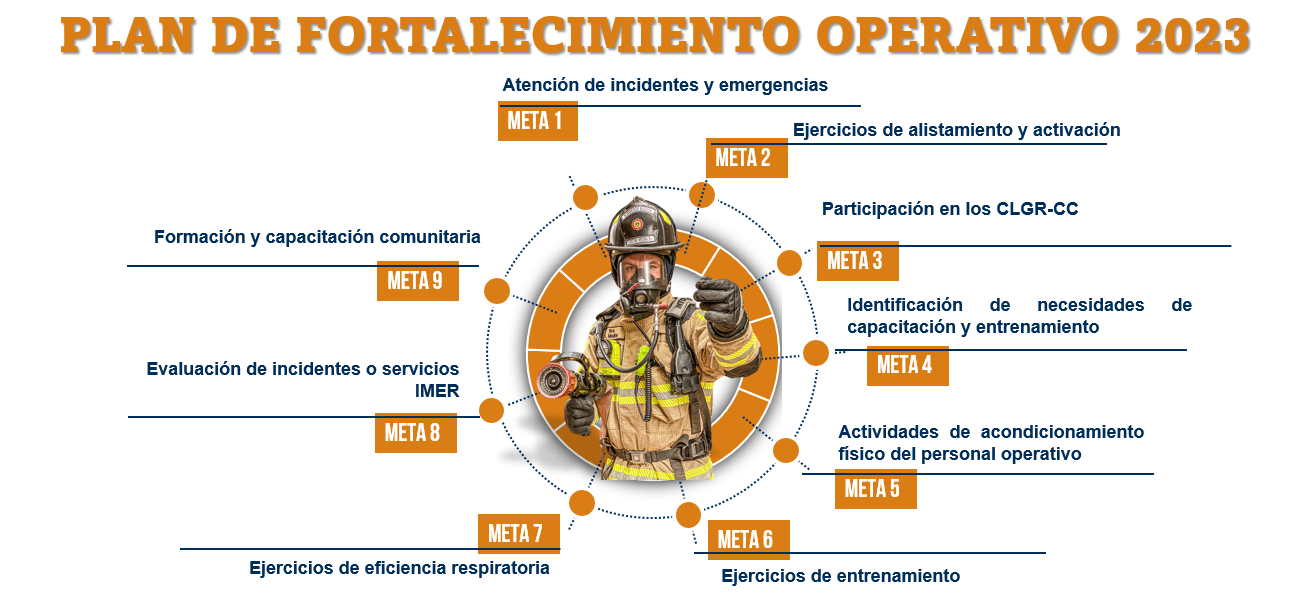 PLAN DE FORTALECIMIENTO OPERATIVO 2023
Atención de incidentes y emergencias
META 1
Ejercicios de alistamiento y activación
META 2
Participación en los CLGR-CC
META 3
Identificación de necesidades de
capacitación y entrenamiento
META 4
Actividades de acondicionamiento
físico del personal operativo
META 5
META 6
Ejercicios de entrenamiento
META 7
Ejercicios de eficiencia respiratoria
Evaluación de incidentes o servicios
IMER
META 8
Formación y capacitación comunitaria
META 9